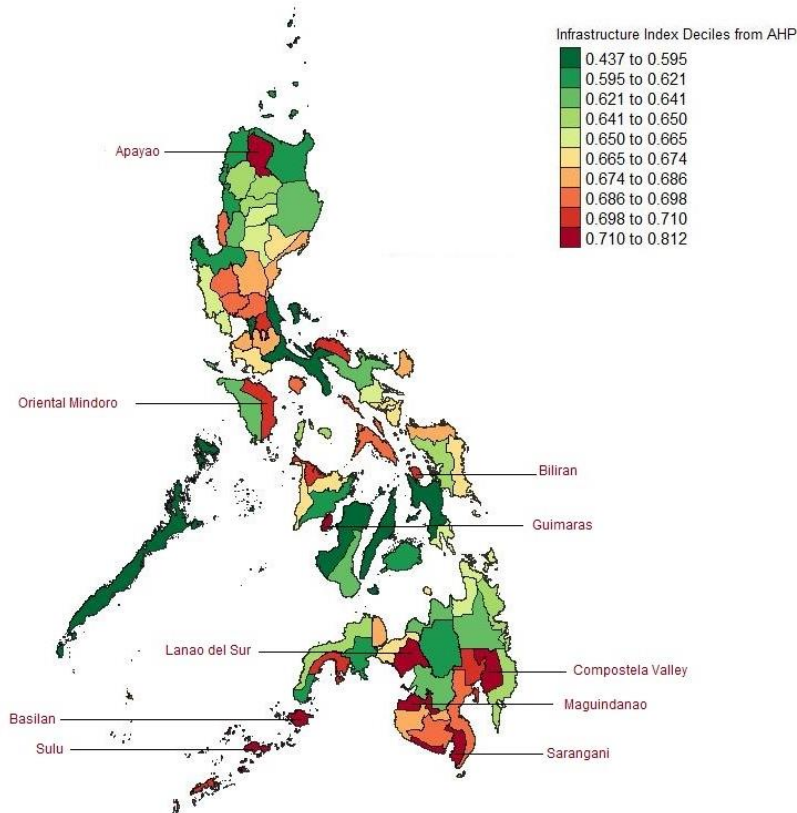 Infrastructure Index Deciles from AHP
0.437 to 0.595
0.595 to 0.621
0.621 to 0.641
0.641 to 0.650
0.650 to 0.665
0.665 to 0.674
0.674 to 0.686
0.686 to 0.698
0.698 to 0.710
0.710 to 0.812
Apayao
Oriental Mindoro
Biliran
Guimaras
Lanao del Sur
Compostela Valley
Maguindanao
Basilan
Sulu
Sarangani